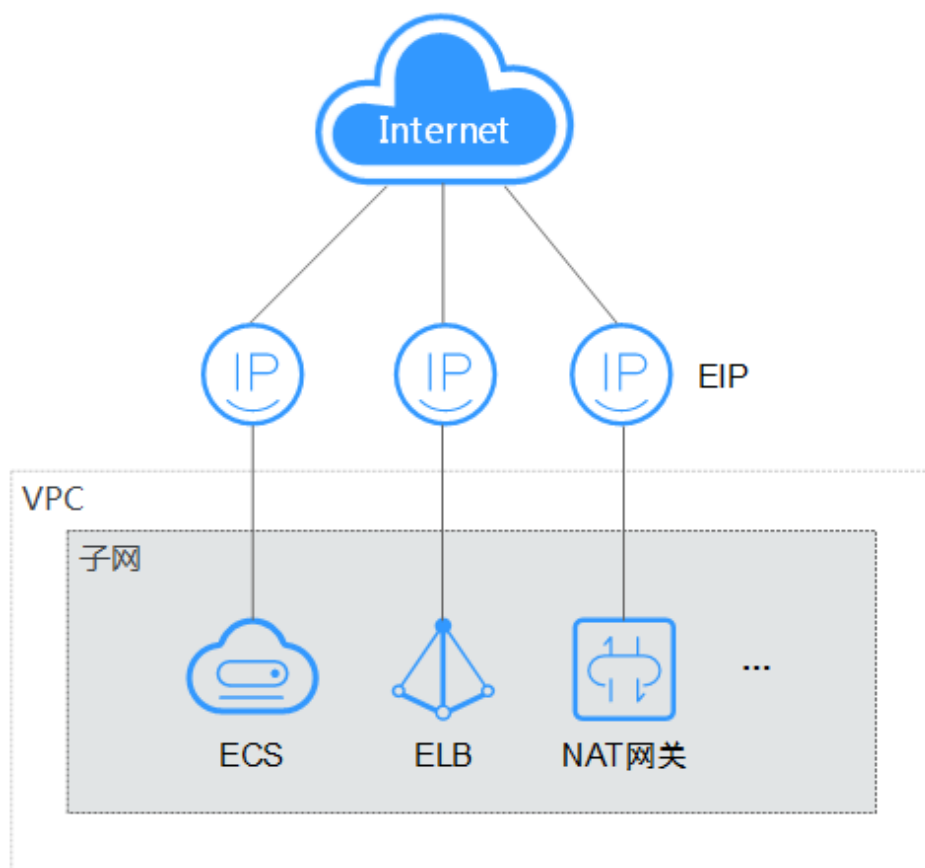 Internet
IP
IP
IP
EIP
VPC
子网
...
ECS
ELB
NAT网关